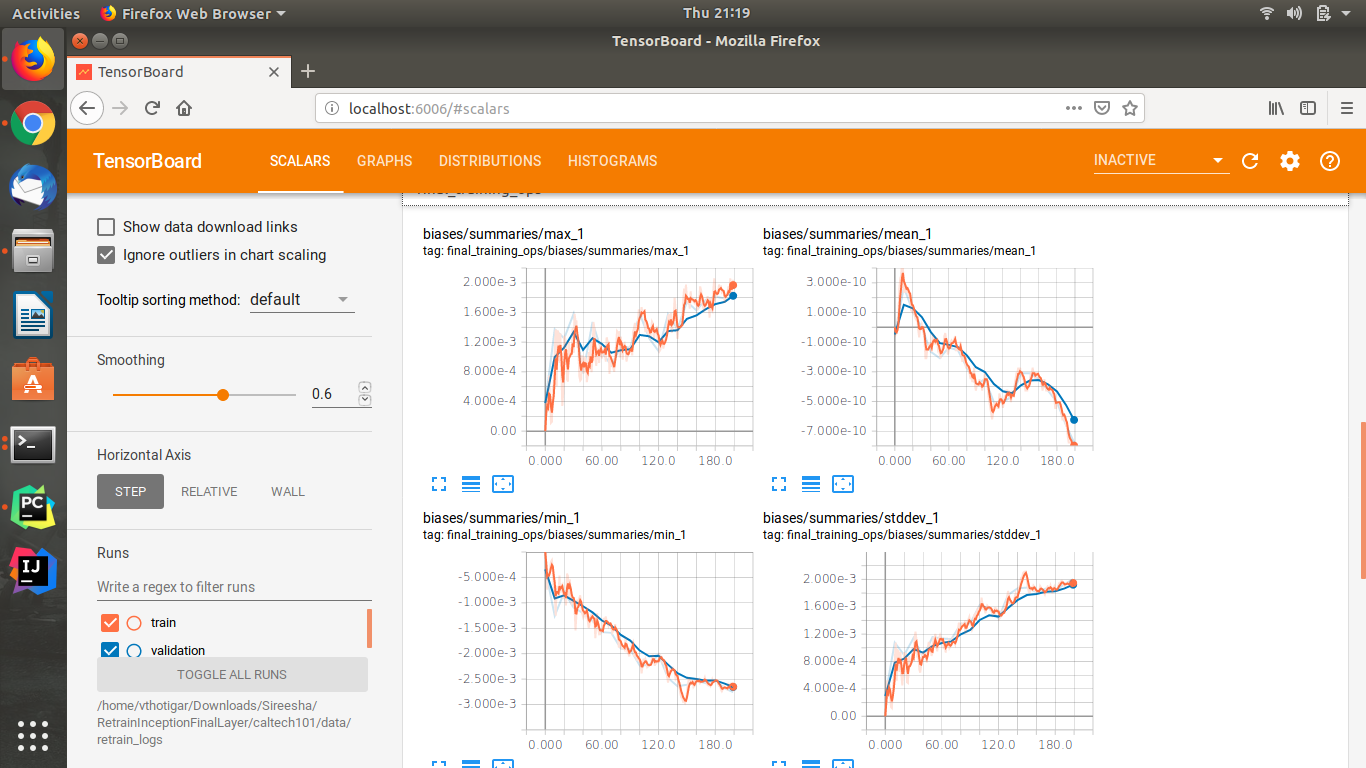 Activities Firefox Web Browser Thu 21:19
TensorBoard - Mozilla Firefox
TensorBoard
localhost:6006/#scalars
TensorBoard SCALARS GRAPHS DISTRIBUTIONS HISTOGRAMS INACTIVE
final_training_ops
Show data download links
Ignore outliers in chart scaling
Tooltip sorting method: default
Smoothing
0.6
Horizontal Axis
STEP RELATIVE WALL
Runs
Write a regex to filter runs
train
validation
TOGGLE ALL RUNS
/home/vthotigar/Downloads/Sireesha/
RetrainInceptionFinalLayer/caltech101/data/
retrain_logs
biases/summaries/max_1
tag: final_training_ops/biases/summaries/max_1
2.000e-3
1.600e-3
1.200e-3
8.000e-4
4.000e-4
0.00
0.000 60.00 120.0 180.0
biases/summaries/mean_1
tag: final_training_ops/biases/summaries/mean_1
3.000e-10
1.000e-10
-1.000e-10
-3.000e-10
-5.000e-10
-7.000e-10
0.000 60.00 120.0 180.0
biases/summaries/min_1
tag: final_training_ops/biases/summaries/min_1
-5.000e-4
-1.000e-3
-1.500e-3
-2.000e-3
-2.500e-3
-3.000e-3
0.000 60.00 120.0 180.0
biases/summaries/stddev_1
tag: final_training_ops/biases/summaries/stddev_1
2.000e-3
1.600e-3
1.200e-3
8.000e-4
4.000e-4
0.00
0.000 60.00 120.0 180.0
PC
IJ